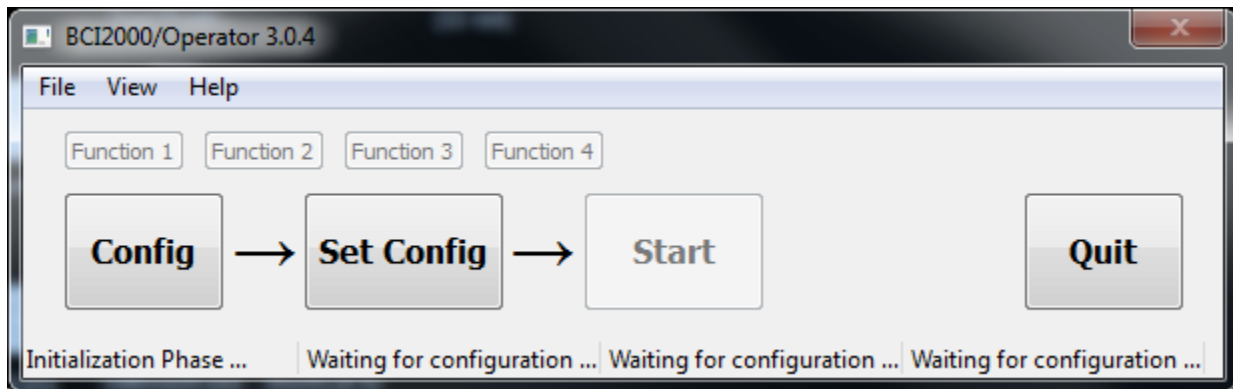 BCI2000/Operator 3.0.4
File View Help
Function 1 Function 2 Function 3 Function 4
Config → Set Config → Start Quit
Initialization Phase ... Waiting for configuration ... Waiting for configuration ... Waiting for configuration ...